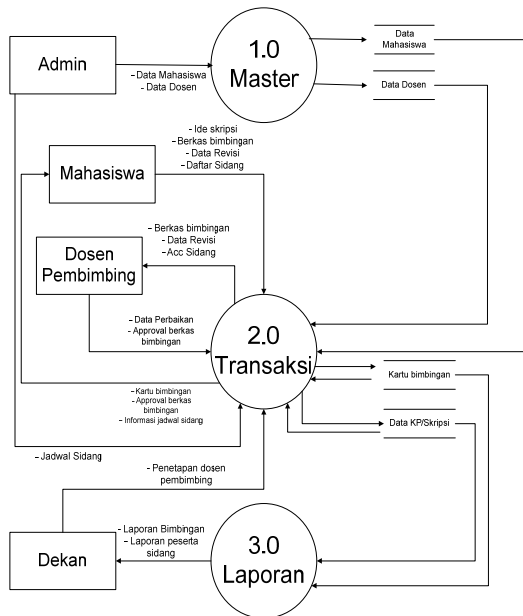 Admin
- Data Mahasiswa
- Data Dosen
1.0
Master
Data
Mahasiswa
Data Dosen
- Ide skripsi
- Berkas bimbingan
- Data Revisi
- Daftar Sidang
Mahasiswa
- Berkas bimbingan
- Data Revisi
- Acc Sidang
Dosen
Pembimbing
- Data Perbaikan
- Approval berkas
bimbingan
2.0
Transaksi
Kartu bimbingan
- Kartu bimbingan
- Approval berkas
bimbingan
- Informasi jadwal sidang
Data KP/Skripsi
- Jadwal Sidang
- Penetapan dosen
pembimbing
- Laporan Bimbingan
- Laporan peserta
sidang
Dekan
3.0
Laporan